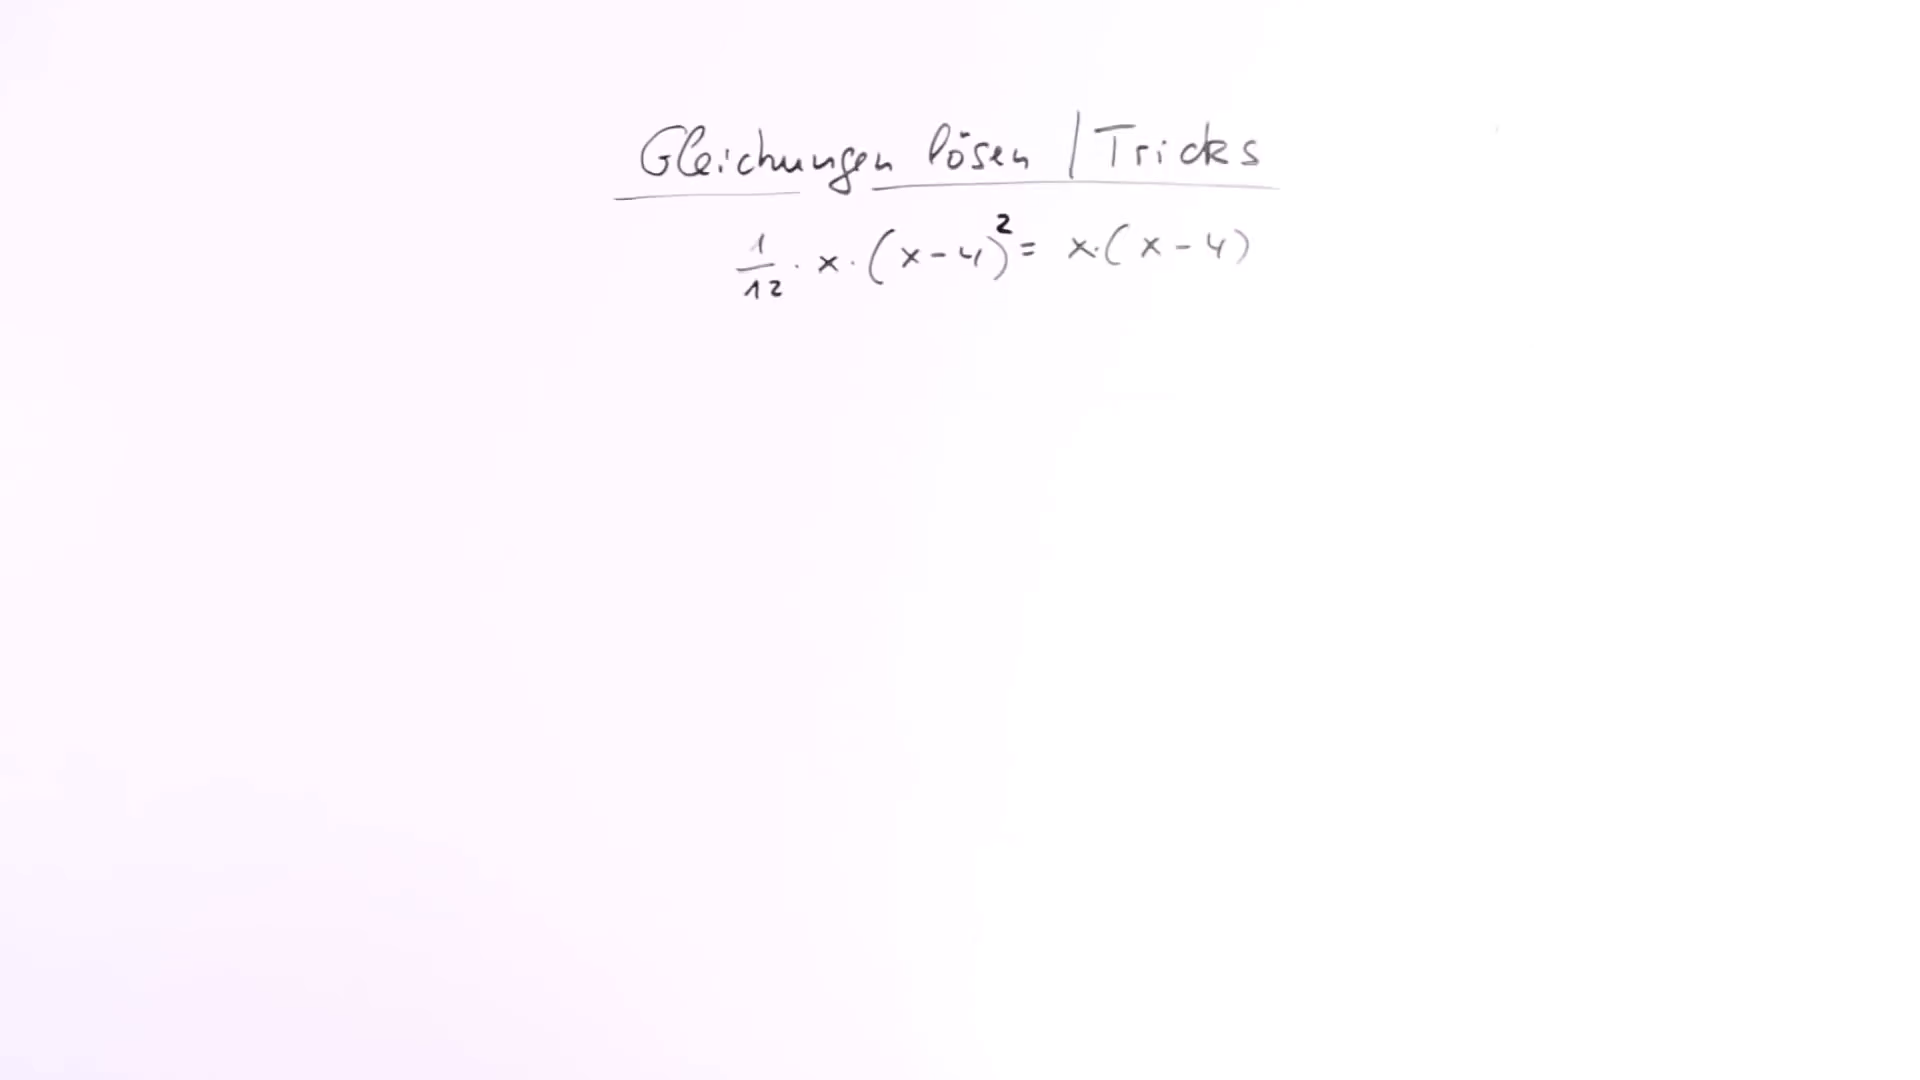 Gleichungen lösen | Tricks
1/12 · x · (x - 4)² = x · (x - 4)